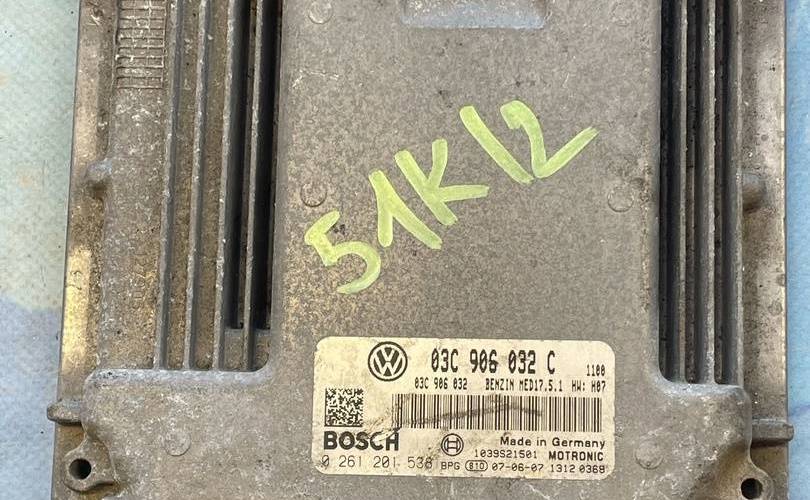 51K12
VW
03C 906 032 C 1100
03C 906 032 BENZIN MED17.5.1 HW: H07
BOSCH
Made in Germany
1039S21501 MOTRONIC
0 261 201 538 BPG 810 07-06-07 1312 0368